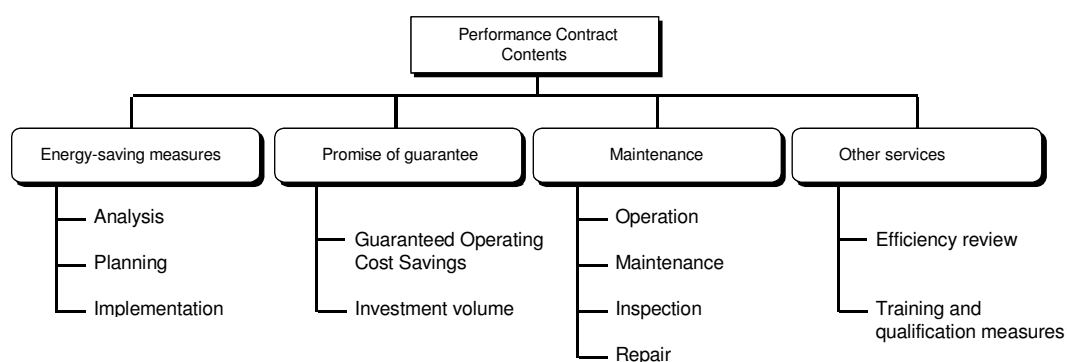 Performance Contract
Contents
Energy-saving measures
Promise of guarantee
Maintenance
Other services
Analysis
Planning
Implementation
Guaranteed Operating
Cost Savings
Investment volume
Operation
Maintenance
Inspection
Repair
Efficiency review
Training and
qualification measures